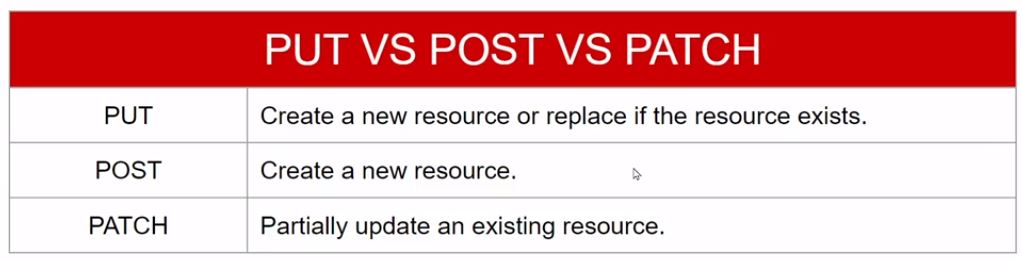 PUT VS POST VS PATCH
PUT Create a new resource or replace if the resource exists.
POST Create a new resource.
PATCH Partially update an existing resource.